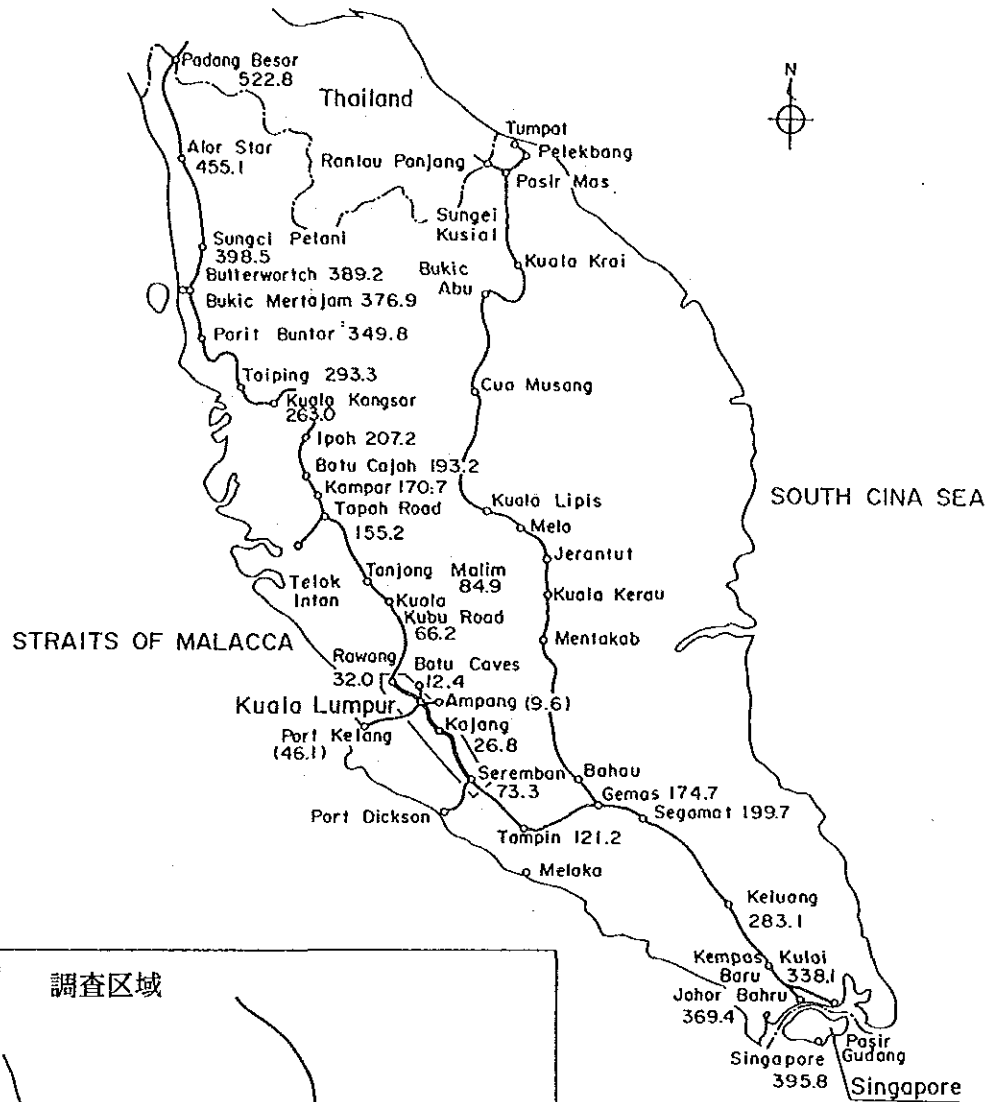 Padang Besar
522.8
Thailand
N
Tumpat
Pelekbang
Rantau Panjang
Pasir Mas
Alor Star
455.1
Sungei
Kusial
Sungci Petani
398.5
Butterwortch 389.2
Bukic Mertajam 376.9
Bukic
Abu
Kuala Krai
Parit Buntar 349.8
Taiping 293.3
Kuala Kangsar
263.0
Cua Musang
Ipoh 207.2
Batu Cajah 193.2
Kampar 170.7
Tapah Road
155.2
Kuala Lipis
SOUTH CINA SEA
Mela
Jerantut
Telok
Intan
Tanjong Malim
84.9
Kuala
Kubu Road
66.2
Kuala Kerau
Mentakab
STRAITS OF MALACCA
Rawang
32.0
Batu Caves
12.4
Kuala Lumpur
Ampang (9.6)
Port Kelang
(46.1)
Kajang
26.8
Seremban
73.3
Bahau
Gemas 174.7
Segamat 199.7
Port Dickson
Tampin 121.2
Melaka
Keluang
283.1
Kempas
Baru
Kulai
338.1
Johor Bahru
369.4
Pasir
Gudang
Singapore
395.8
Singapore
調査区域